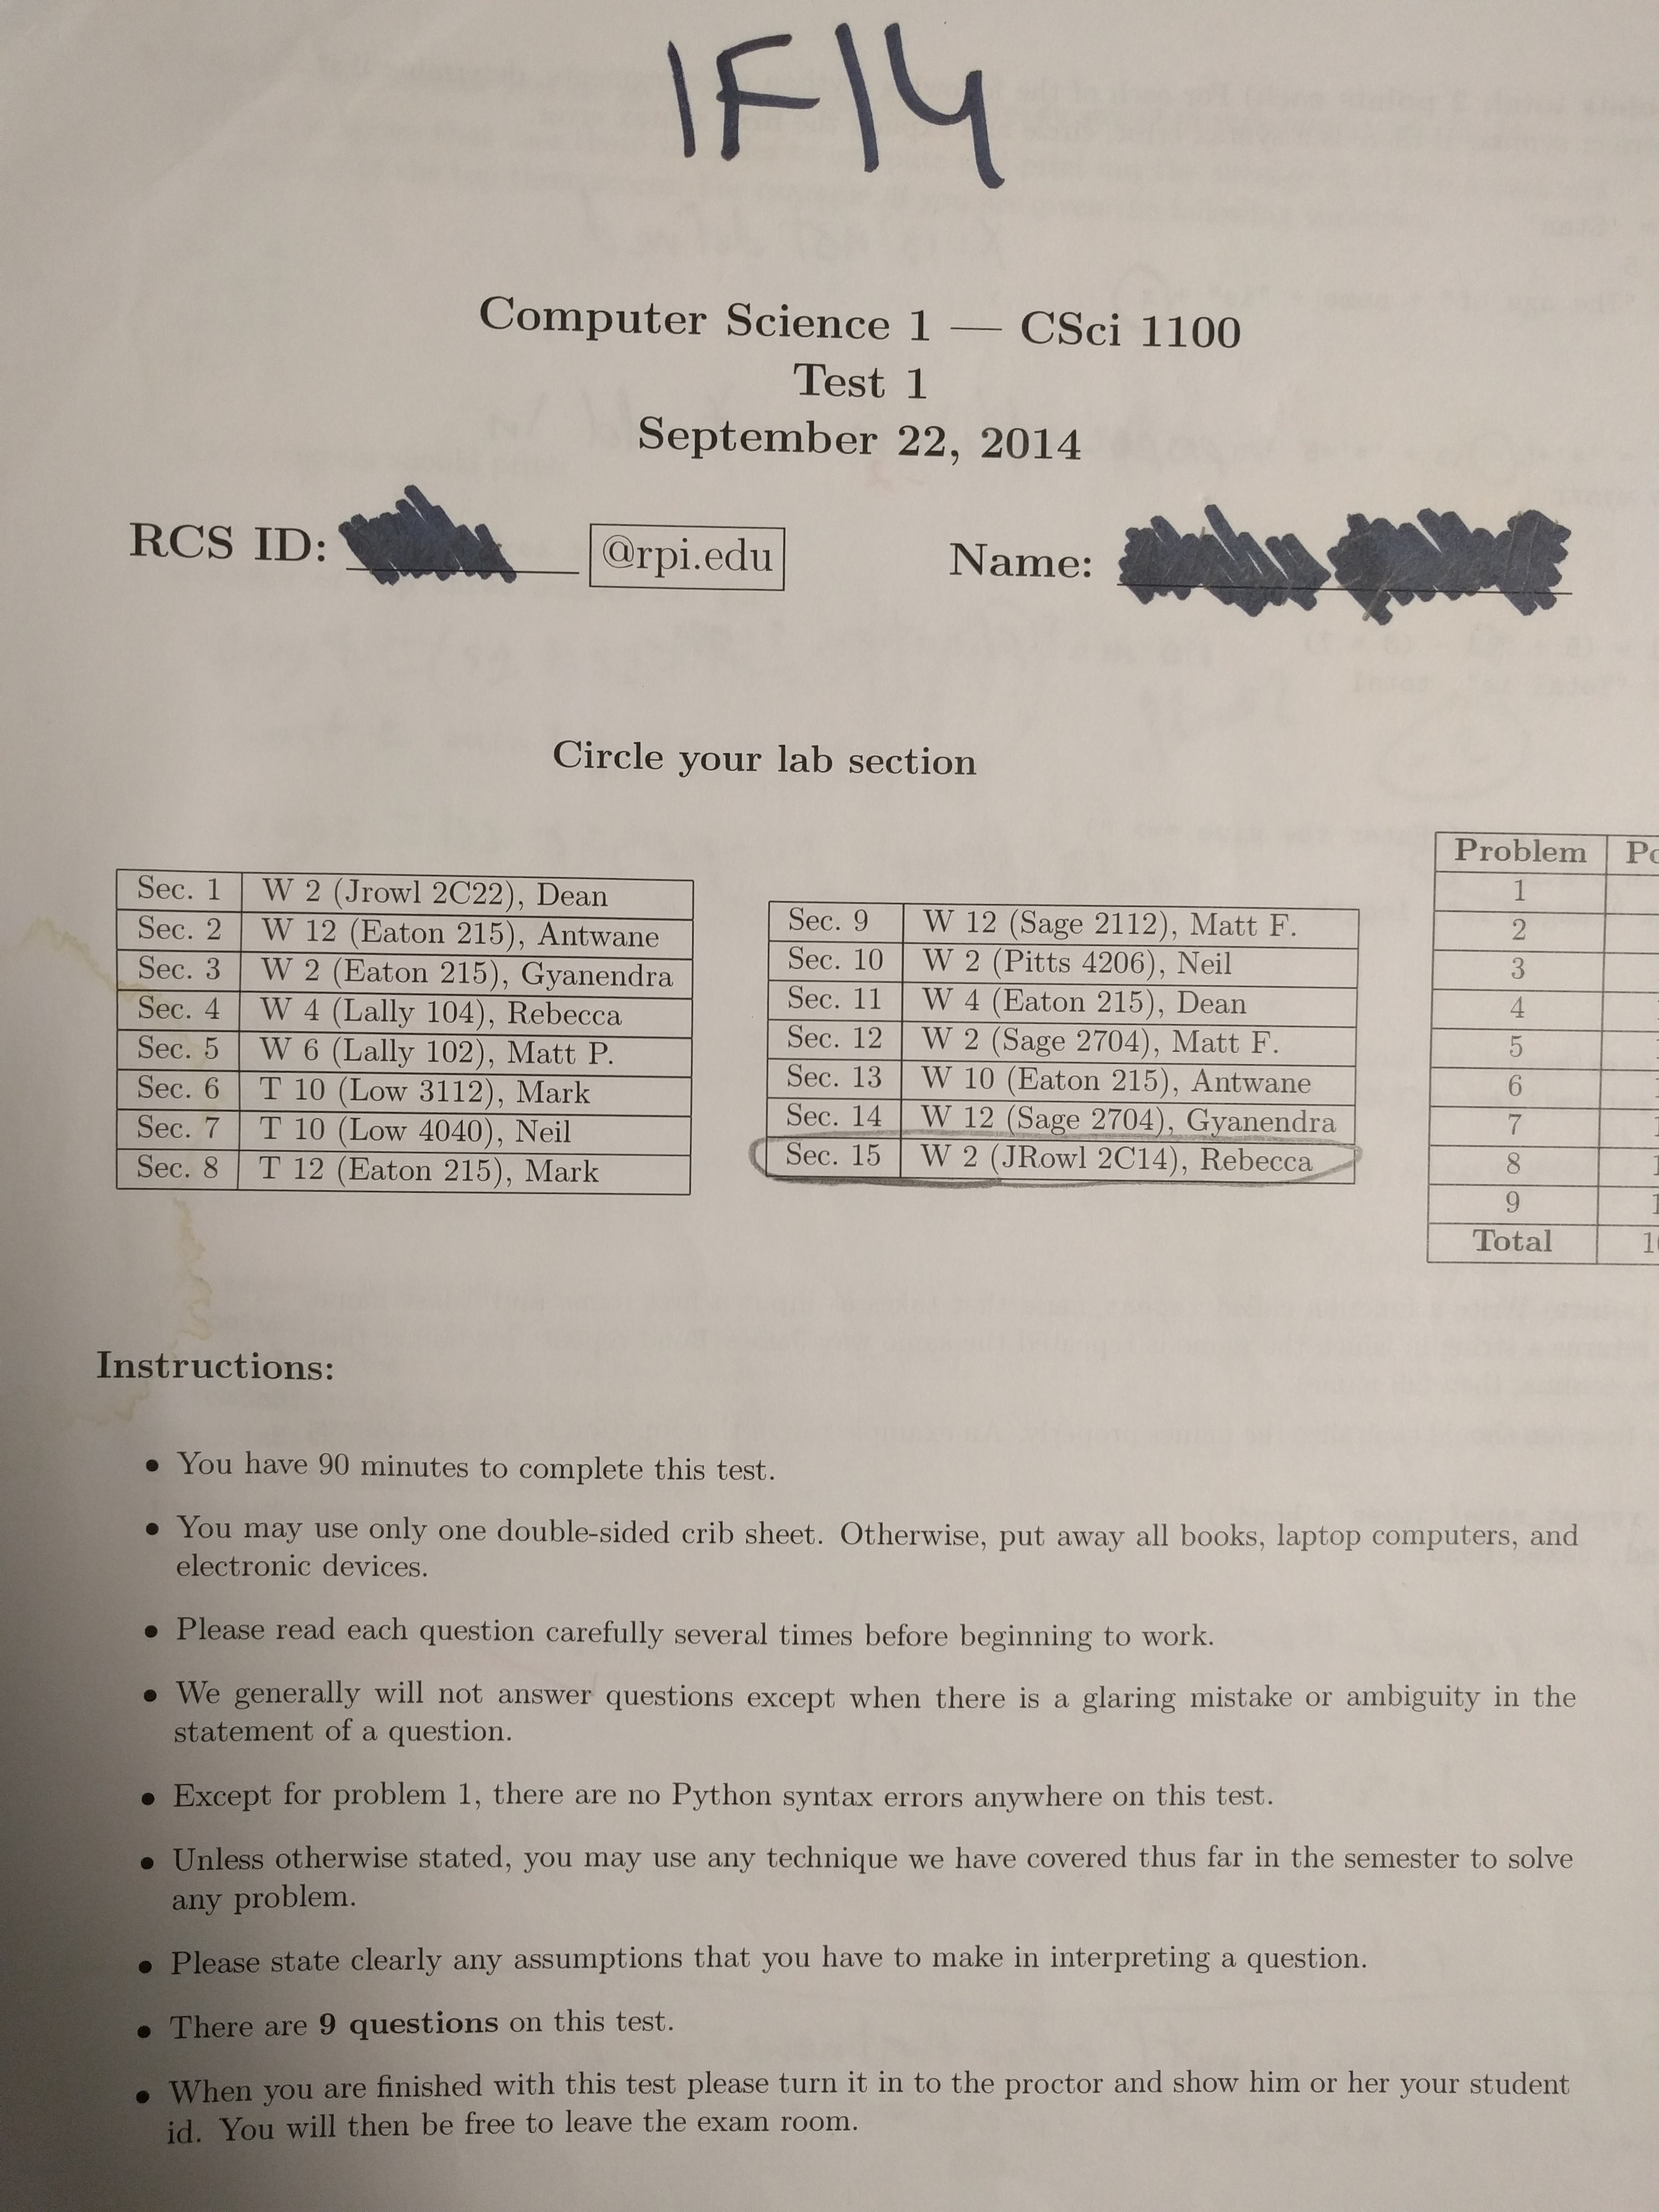 1F14
Computer Science 1 — CSci 1100
Test 1
September 22, 2014
RCS ID: @rpi.edu Name:
Circle your lab section
Sec. 1 W 2 (Jrowl 2C22), Dean
Sec. 2 W 12 (Eaton 215), Antwane
Sec. 3 W 2 (Eaton 215), Gyanendra
Sec. 4 W 4 (Lally 104), Rebecca
Sec. 5 W 6 (Lally 102), Matt P.
Sec. 6 T 10 (Low 3112), Mark
Sec. 7 T 10 (Low 4040), Neil
Sec. 8 T 12 (Eaton 215), Mark
Sec. 9 W 12 (Sage 2112), Matt F.
Sec. 10 W 2 (Pitts 4206), Neil
Sec. 11 W 4 (Eaton 215), Dean
Sec. 12 W 2 (Sage 2704), Matt F.
Sec. 13 W 10 (Eaton 215), Antwane
Sec. 14 W 12 (Sage 2704), Gyanendra
Sec. 15 W 2 (JRowl 2C14), Rebecca
Problem
1
2
3
4
5
6
7
8
9
Total
Instructions:
• You have 90 minutes to complete this test.
• You may use only one double-sided crib sheet. Otherwise, put away all books, laptop computers, and
electronic devices.
• Please read each question carefully several times before beginning to work.
• We generally will not answer questions except when there is a glaring mistake or ambiguity in the
statement of a question.
• Except for problem 1, there are no Python syntax errors anywhere on this test.
• Unless otherwise stated, you may use any technique we have covered thus far in the semester to solve
any problem.
• Please state clearly any assumptions that you have to make in interpreting a question.
• There are 9 questions on this test.
• When you are finished with this test please turn it in to the proctor and show him or her your student
id. You will then be free to leave the exam room.